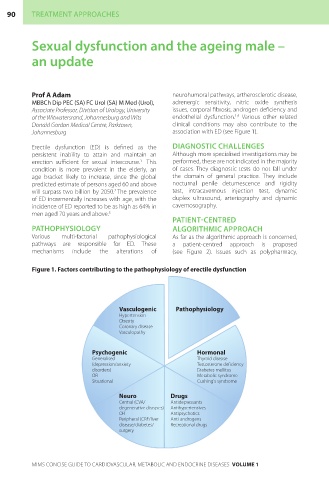 90 TREATMENT APPROACHES
Sexual dysfunction and the ageing male –
an update
Prof A Adam
MBBCh Dip PEC (SA) FC Urol (SA) M Med (Urol),
Associate Professor, Division of Urology, University
of the Witwatersrand, Johannesburg and Wits
Donald Gordon Medical Centre, Parktown,
Johannesburg
Erectile dysfunction (ED) is defined as the
persistent inability to attain and maintain an
erection sufficient for sexual intercourse.¹ This
condition is more prevalent in the elderly, an
age bracket likely to increase, since the global
predicted estimate of persons aged 60 and above
will surpass two billion by 2050.² The prevalence
of ED incrementally increases with age, with the
incidence of ED reported to be as high as 64% in
men aged 70 years and above.³
PATHOPHYSIOLOGY
Various multi-factorial pathophysiological
pathways are responsible for ED. These
mechanisms include the alterations of
neurohumoral pathways; atherosclerotic disease,
adrenergic sensitivity, nitric oxide synthesis
issues, corporal fibrosis, androgen deficiency and
endothelial dysfunction. Various other related
clinical conditions may also contribute to the
association with ED (see Figure 1).
DIAGNOSTIC CHALLENGES
Although more specialised investigations may be
performed, these are not indicated in the majority
of cases. They diagnostic tests do not fall under
the domain of general practice. They include
nocturnal penile detumescence and rigidity
test, intracavernous injection test, dynamic
duplex ultrasound, arteriography and dynamic
cavernosography.
PATIENT-CENTRED
ALGORITHMIC APPROACH
As far as the algorithmic approach is concerned,
a patient-centred approach is proposed
(see Figure 2). Issues such as polypharmacy,
Figure 1. Factors contributing to the pathophysiology of erectile dysfunction
Vasculogenic
Hypertension
Obesity
Coronary disease
Vasculopathy
Pathophysiology
Psychogenic
Generalised
(depression/anxiety
disorders)
OR
Situational
Hormonal
Thyroid disease
Testosterone deficiency
Diabetes mellitus
Metabolic syndrome
Cushing's syndrome
Neuro
Central (CVA/
degenerative diseases)
OR
Peripheral (CRF/liver
disease/diabetes/
surgery
Drugs
Antidepressants
Antihypertensives
Antipsychotics
Anti-androgens
Recreational drugs
MIMS CONCISE GUIDE TO CARDIOVASCULAR, METABOLIC AND ENDOCRINE DISEASES VOLUME 1